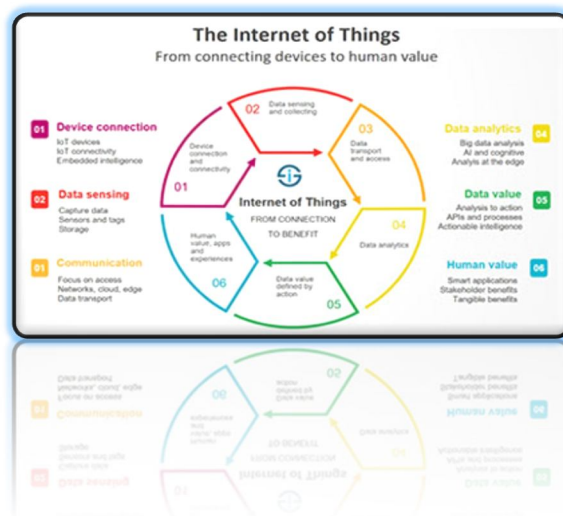 The Internet of Things
From connecting devices to human value
01 Device connection
IoT devices
IoT connectivity
Embedded intelligence
02 Data sensing
Capture data
Sensors and tags
Storage
01 Communication
Focus on access
Networks, cloud, edge
Data transport
01
Device
connection
and
connectivity
02
Data sensing
and collecting
03
Data
transport
and access
04
Data analytics
05
Data value
defined by
action
06
Human
value, apps
and
experiences
Internet of Things
FROM CONNECTION
TO BENEFIT
Data analytics 04
Big data analysis
AI and cognitive
Analyis at the edge
Data value 05
Analysis to action
APIs and processes
Actionable intelligence
Human value 06
Smart applications
Stakeholder benefits
Tangible benefits